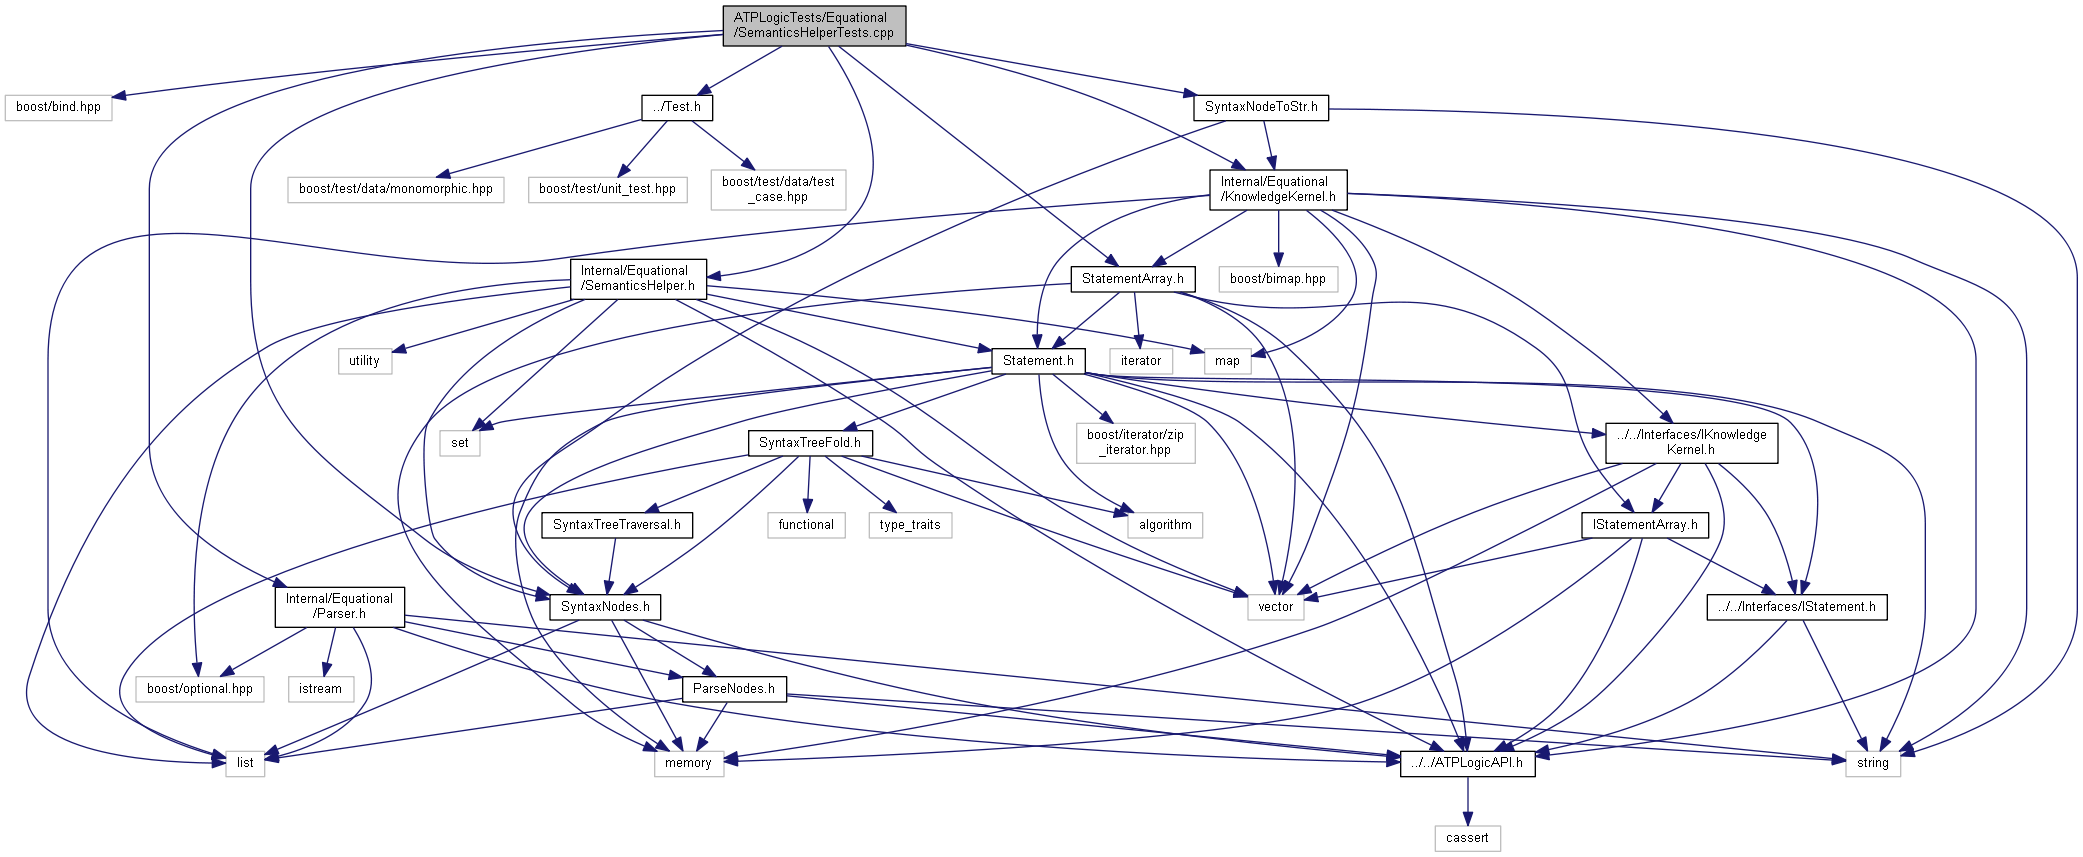 ATPLogicTests/Equational
/SemanticsHelperTests.cpp
boost/bind.hpp
../Test.h
SyntaxNodeToStr.h
boost/test/data/monomorphic.hpp
boost/test/unit_test.hpp
boost/test/data/test
_case.hpp
Internal/Equational
/KnowledgeKernel.h
Internal/Equational
/SemanticsHelper.h
StatementArray.h
boost/bimap.hpp
utility
Statement.h
iterator
map
set
SyntaxTreeFold.h
boost/iterator/zip
_iterator.hpp
../../Interfaces/IKnowledge
Kernel.h
SyntaxTreeTraversal.h
functional
type_traits
algorithm
IStatementArray.h
Internal/Equational
/Parser.h
SyntaxNodes.h
vector
../../Interfaces/IStatement.h
boost/optional.hpp
istream
ParseNodes.h
list
memory
../../ATPLogicAPI.h
string
cassert